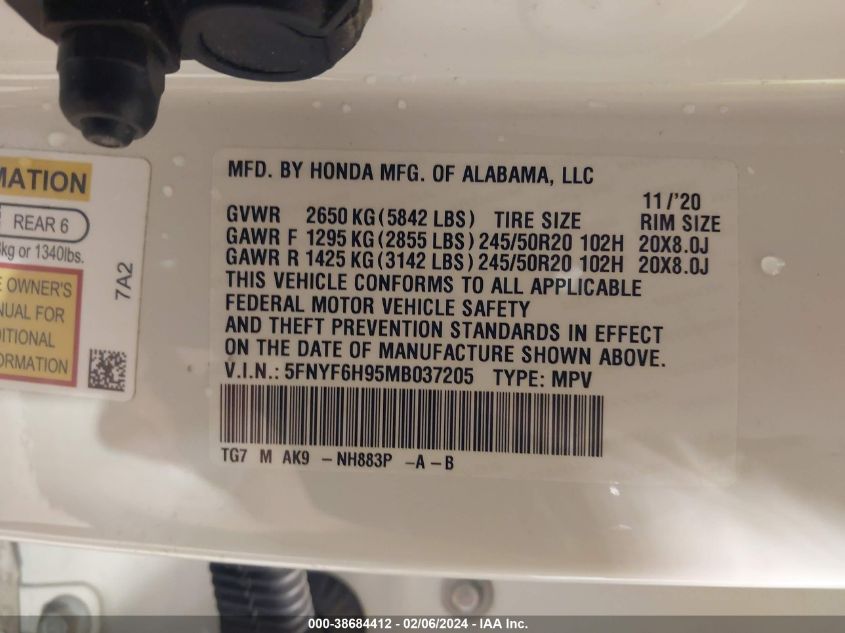 MATION
REAR 6
kg or 1340lbs.
E OWNER'S
NUAL FOR
DITIONAL
FORMATION
7A2
MFD. BY HONDA MFG. OF ALABAMA, LLC
11/'20
GVWR 2650 KG (5842 LBS) TIRE SIZE RIM SIZE
GAWR F 1295 KG (2855 LBS) 245/50R20 102H 20X8.0J
GAWR R 1425 KG (3142 LBS) 245/50R20 102H 20X8.0J
THIS VEHICLE CONFORMS TO ALL APPLICABLE
FEDERAL MOTOR VEHICLE SAFETY
AND THEFT PREVENTION STANDARDS IN EFFECT
ON THE DATE OF MANUFACTURE SHOWN ABOVE.
V.I.N.: 5FNYF6H95MB037205 TYPE: MPV
TG7 M AK9 -NH883P -A-B
000-38684412 - 02/06/2024 - IAA Inc.